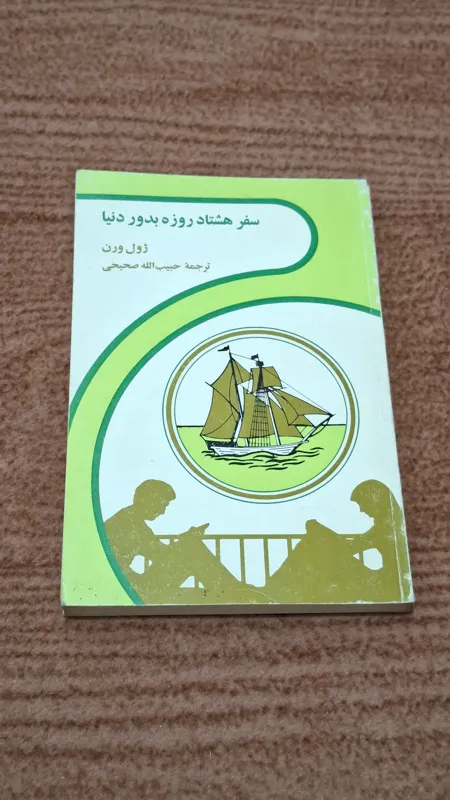 سفر هشتاد روزه بدور دنیا
ژول ورن
ترجمهٔ حبیب‌الله صحیحی